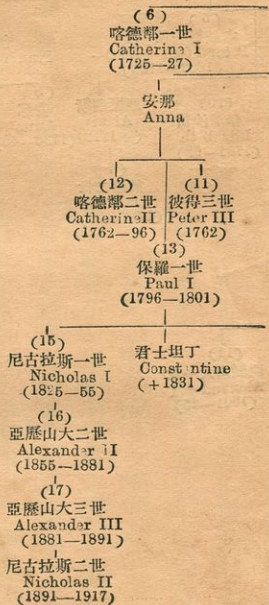 (6)
喀德鄰一世
Catherine I
(1725—27)
安那
Anna
(12)
喀德鄰二世
Catherine II
(1762—96)
(11)
彼得三世
Peter III
(1762)
(13)
保羅一世
Paul I
(1796—1801)
(15)
尼古拉斯一世
Nicholas I
(1825—55)
君士坦丁
Constantine
(+1831)
(16)
亞歷山大二世
Alexander II
(1855—1881)
(17)
亞歷山大三世
Alexander III
(1881—1891)
尼古拉斯二世
Nicholas II
(1891—1917)